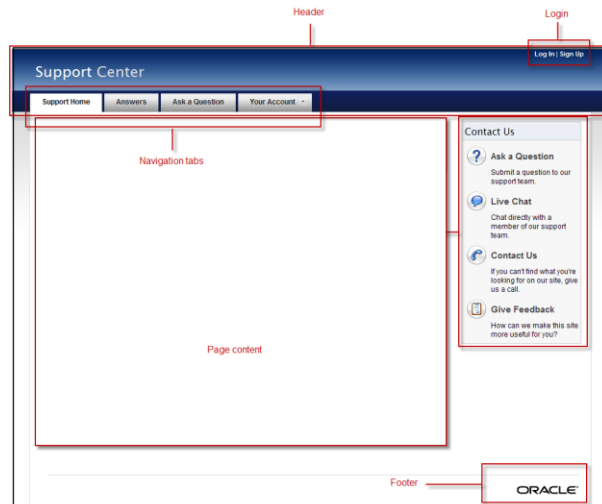 Header
Login
Log In | Sign Up
Support Center
Support Home
Answers
Ask a Question
Your Account
Navigation tabs
Contact Us
Ask a Question
Submit a question to our
support team.
Live Chat
Chat directly with a
member of our support
team.
Contact Us
If you can't find what you're
looking for on our site, give
us a call.
Give Feedback
How can we make this site
more useful for you?
Page content
Footer
ORACLE